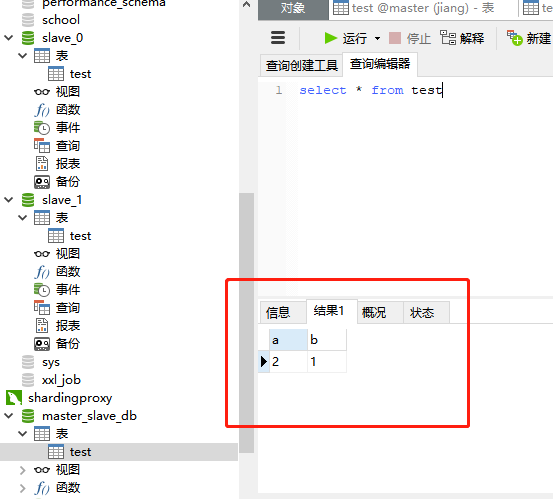 performance_schema
school
slave_0
表
test
视图
函数
事件
查询
报表
备份
slave_1
表
test
视图
函数
事件
查询
报表
备份
sys
xxl_job
shardingproxy
master_slave_db
表
test
视图
函数
对象
test @master (jiang) - 表
运行
停止
解释
新建
查询创建工具
查询编辑器
1 select * from test
信息
结果1
概况
状态
a b
2 1